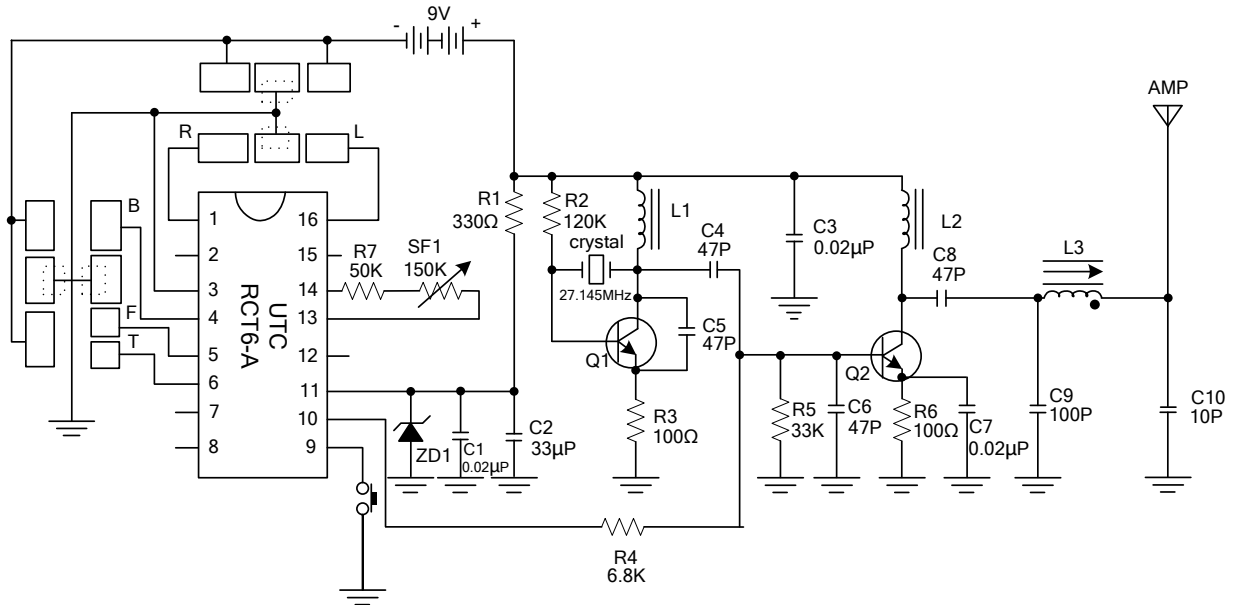 9V
- +
AMP
R L
R1
330Ω
R2
120K
L1
C3
0.02µP
L2
B
crystal
27.145MHz
C4
47P
C8
47P
L3
R7
50K
SF1
150K
1 16
2 15
3 14
4 13
5 12
6 11
7 10
8 9
UTC
RCT6-A
F
T
C5
47P
Q1
Q2
R3
100Ω
R5
33K
C6
47P
R6
100Ω
C7
0.02µP
C9
100P
C10
10P
ZD1
C1
0.02µP
C2
33µP
R4
6.8K